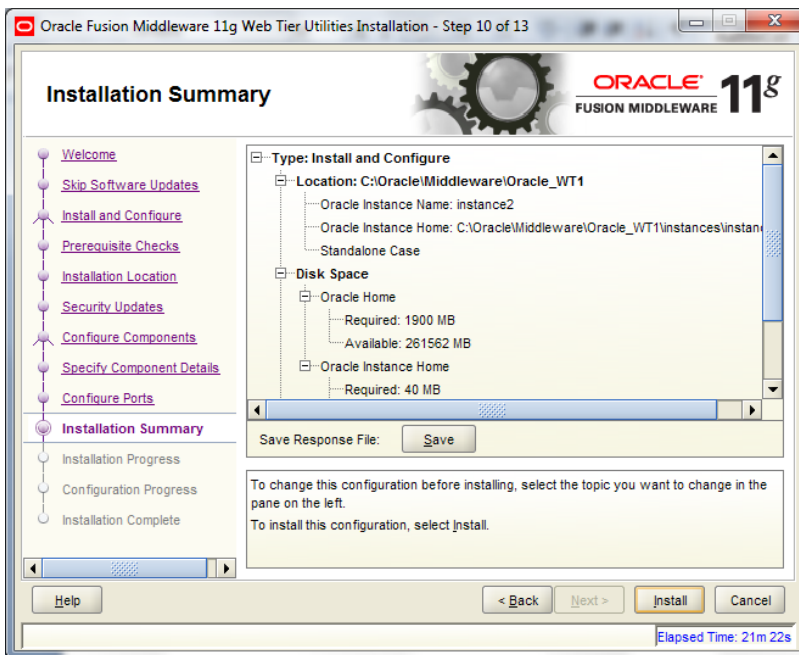 Oracle Fusion Middleware 11g Web Tier Utilities Installation - Step 10 of 13
Installation Summary
ORACLE
FUSION MIDDLEWARE 11g
Welcome
Skip Software Updates
Install and Configure
Prerequisite Checks
Installation Location
Security Updates
Configure Components
Specify Component Details
Configure Ports
Installation Summary
Installation Progress
Configuration Progress
Installation Complete
Type: Install and Configure
Location: C:\Oracle\Middleware\Oracle_WT1
Oracle Instance Name: instance2
Oracle Instance Home: C:\Oracle\Middleware\Oracle_WT1\instances\instan
Standalone Case
Disk Space
Oracle Home
Required: 1900 MB
Available: 261562 MB
Oracle Instance Home
Required: 40 MB
Save Response File: Save
To change this configuration before installing, select the topic you want to change in the
pane on the left.
To install this configuration, select Install.
Help
< Back Next > Install Cancel
Elapsed Time: 21m 22s